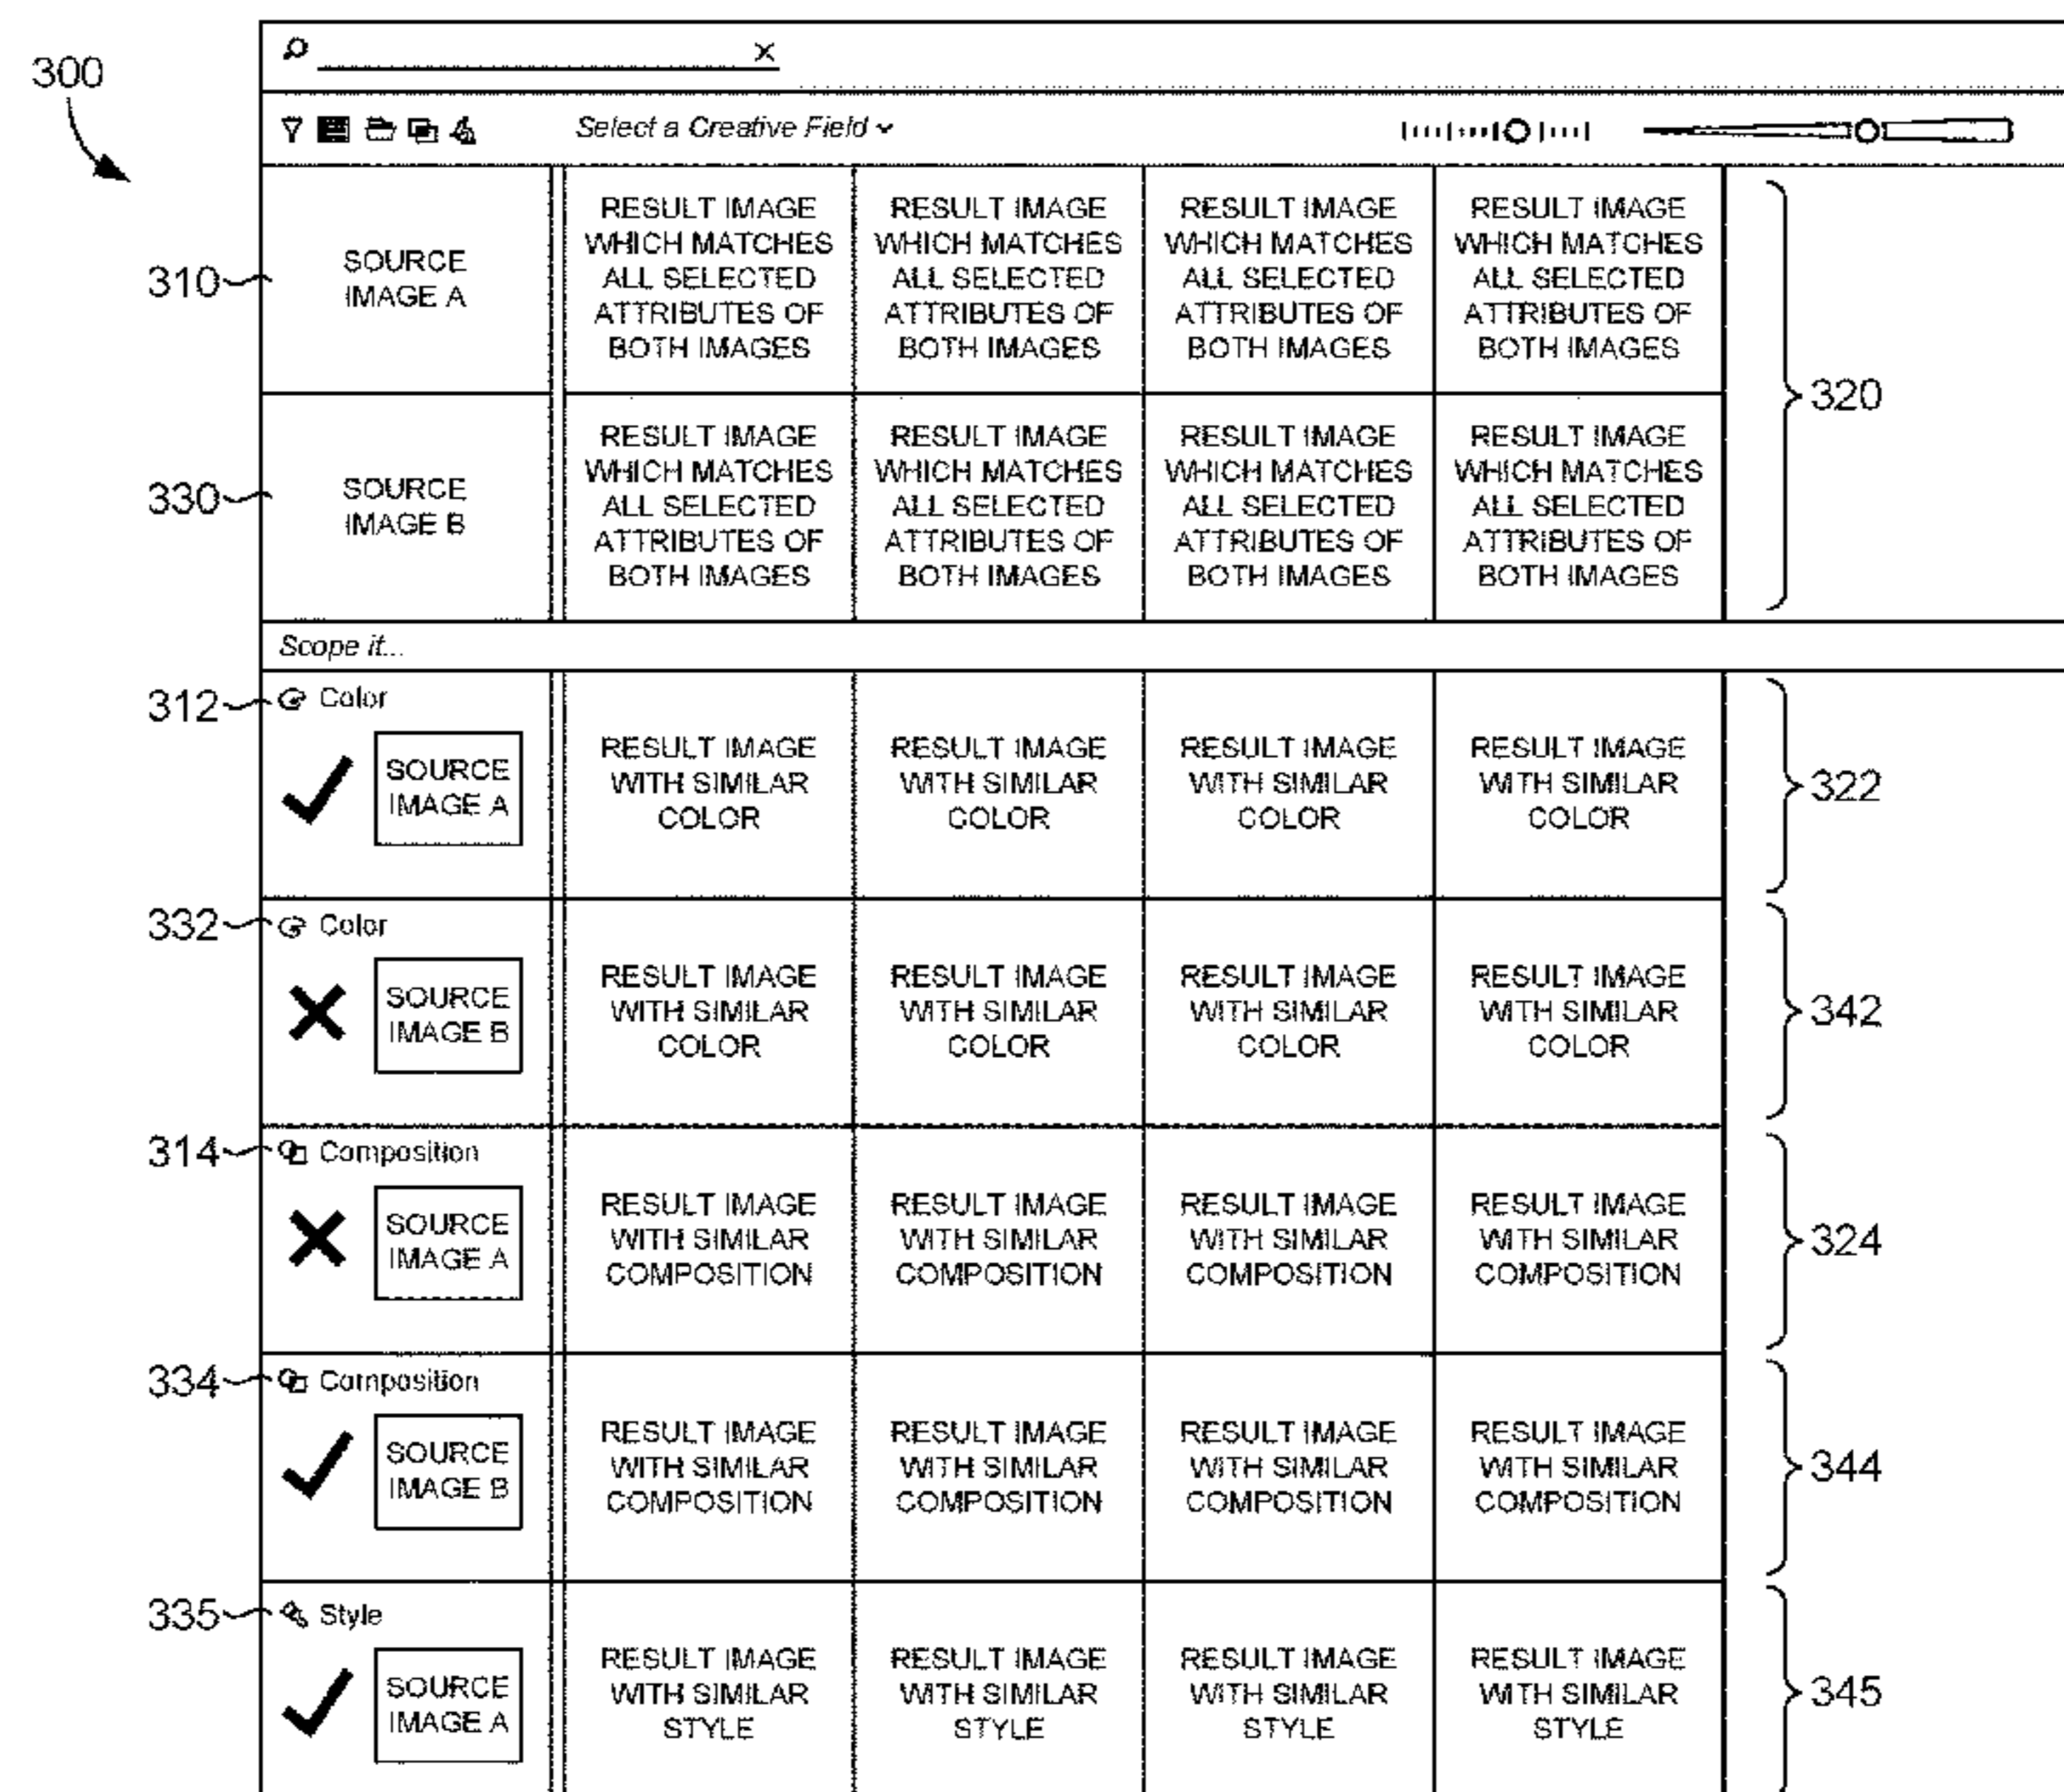 300
Select a Creative Field
310
SOURCE
IMAGE A
RESULT IMAGE
WHICH MATCHES
ALL SELECTED
ATTRIBUTES OF
BOTH IMAGES
RESULT IMAGE
WHICH MATCHES
ALL SELECTED
ATTRIBUTES OF
BOTH IMAGES
RESULT IMAGE
WHICH MATCHES
ALL SELECTED
ATTRIBUTES OF
BOTH IMAGES
RESULT IMAGE
WHICH MATCHES
ALL SELECTED
ATTRIBUTES OF
BOTH IMAGES
320
330
SOURCE
IMAGE B
RESULT IMAGE
WHICH MATCHES
ALL SELECTED
ATTRIBUTES OF
BOTH IMAGES
RESULT IMAGE
WHICH MATCHES
ALL SELECTED
ATTRIBUTES OF
BOTH IMAGES
RESULT IMAGE
WHICH MATCHES
ALL SELECTED
ATTRIBUTES OF
BOTH IMAGES
RESULT IMAGE
WHICH MATCHES
ALL SELECTED
ATTRIBUTES OF
BOTH IMAGES
Scope it...
312
Color
SOURCE
IMAGE A
RESULT IMAGE
WITH SIMILAR
COLOR
RESULT IMAGE
WITH SIMILAR
COLOR
RESULT IMAGE
WITH SIMILAR
COLOR
RESULT IMAGE
WITH SIMILAR
COLOR
322
332
Color
SOURCE
IMAGE B
RESULT IMAGE
WITH SIMILAR
COLOR
RESULT IMAGE
WITH SIMILAR
COLOR
RESULT IMAGE
WITH SIMILAR
COLOR
RESULT IMAGE
WITH SIMILAR
COLOR
342
314
Composition
SOURCE
IMAGE A
RESULT IMAGE
WITH SIMILAR
COMPOSITION
RESULT IMAGE
WITH SIMILAR
COMPOSITION
RESULT IMAGE
WITH SIMILAR
COMPOSITION
RESULT IMAGE
WITH SIMILAR
COMPOSITION
324
334
Composition
SOURCE
IMAGE B
RESULT IMAGE
WITH SIMILAR
COMPOSITION
RESULT IMAGE
WITH SIMILAR
COMPOSITION
RESULT IMAGE
WITH SIMILAR
COMPOSITION
RESULT IMAGE
WITH SIMILAR
COMPOSITION
344
335
Style
SOURCE
IMAGE A
RESULT IMAGE
WITH SIMILAR
STYLE
RESULT IMAGE
WITH SIMILAR
STYLE
RESULT IMAGE
WITH SIMILAR
STYLE
RESULT IMAGE
WITH SIMILAR
STYLE
345